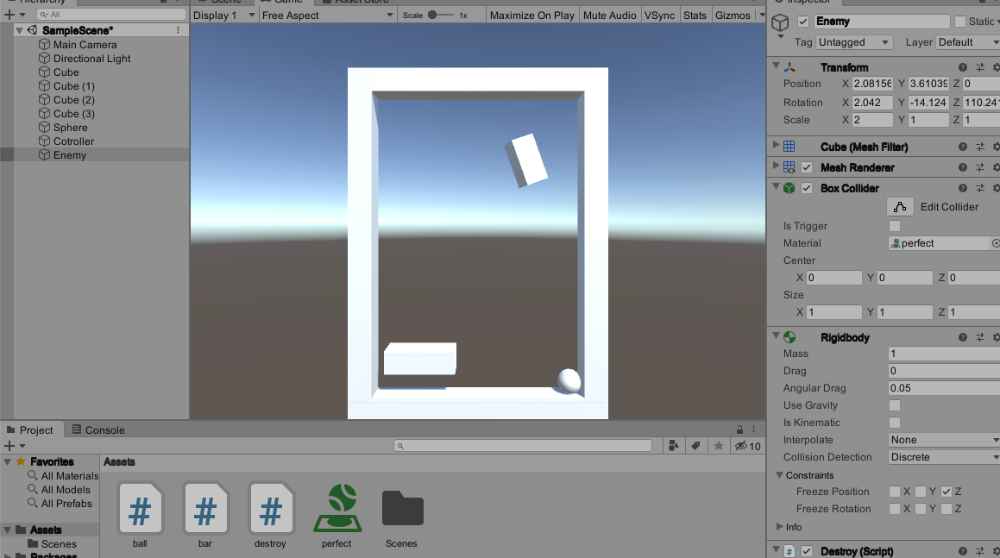 Hierarchy
Game
Asset Store
Inspector
All
Display 1
Free Aspect
Scale
1x
Maximize On Play
Mute Audio
VSync
Stats
Gizmos
SampleScene*
Main Camera
Directional Light
Cube
Cube (1)
Cube (2)
Cube (3)
Sphere
Cotroller
Enemy
Enemy
Static
Tag Untagged
Layer Default
Transform
Position X 2.08156 Y 3.61039 Z 0
Rotation X 2.042 Y -14.124 Z 110.241
Scale X 2 Y 1 Z 1
Cube (Mesh Filter)
Mesh Renderer
Box Collider
Edit Collider
Is Trigger
Material perfect
Center
X 0 Y 0 Z 0
Size
X 1 Y 1 Z 1
Rigidbody
Mass 1
Drag 0
Angular Drag 0.05
Use Gravity
Is Kinematic
Interpolate None
Collision Detection Discrete
Constraints
Freeze Position X Y Z
Freeze Rotation X Y Z
Info
# Destroy (Script)
Project
Console
10
Favorites
All Materials
All Models
All Prefabs
Assets
Scenes
Packages
Assets
# # #
ball bar destroy perfect Scenes